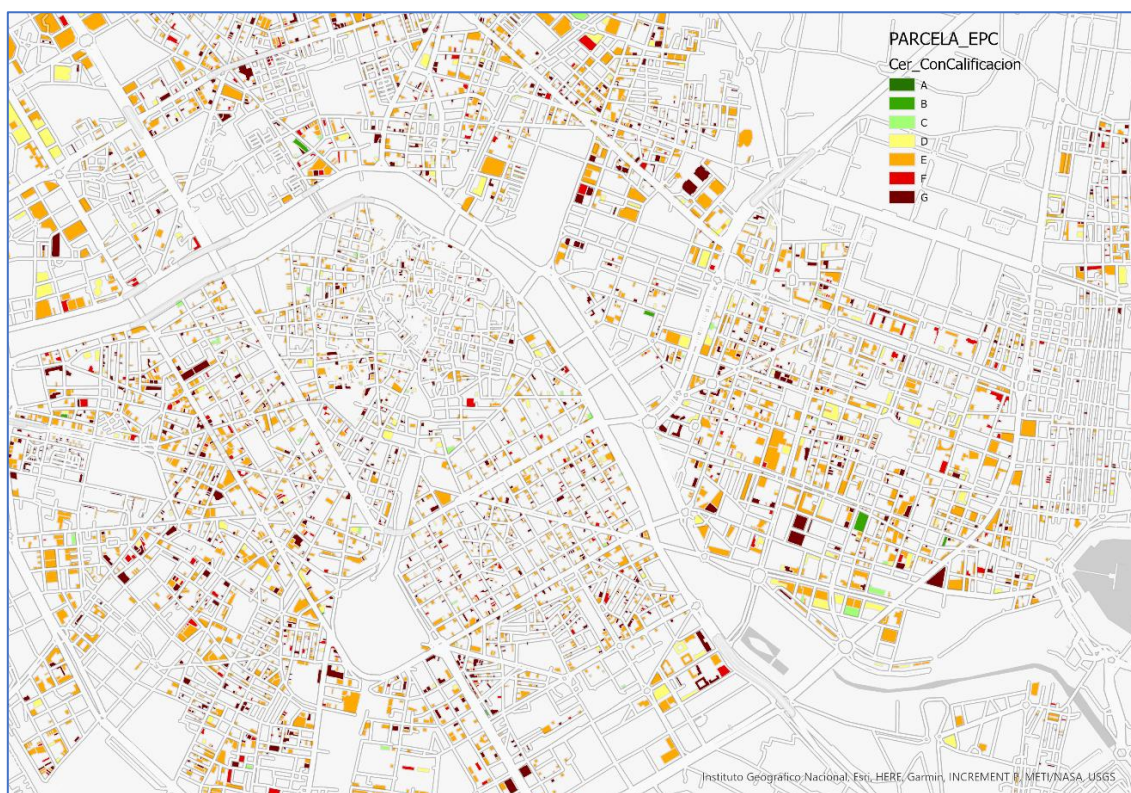 PARCELA_EPC
Cer_ConCalificacion
A
B
C
D
E
F
G
Instituto Geográfico Nacional, Esri, HERE, Garmin, INCREMENT P, METI/NASA, USGS